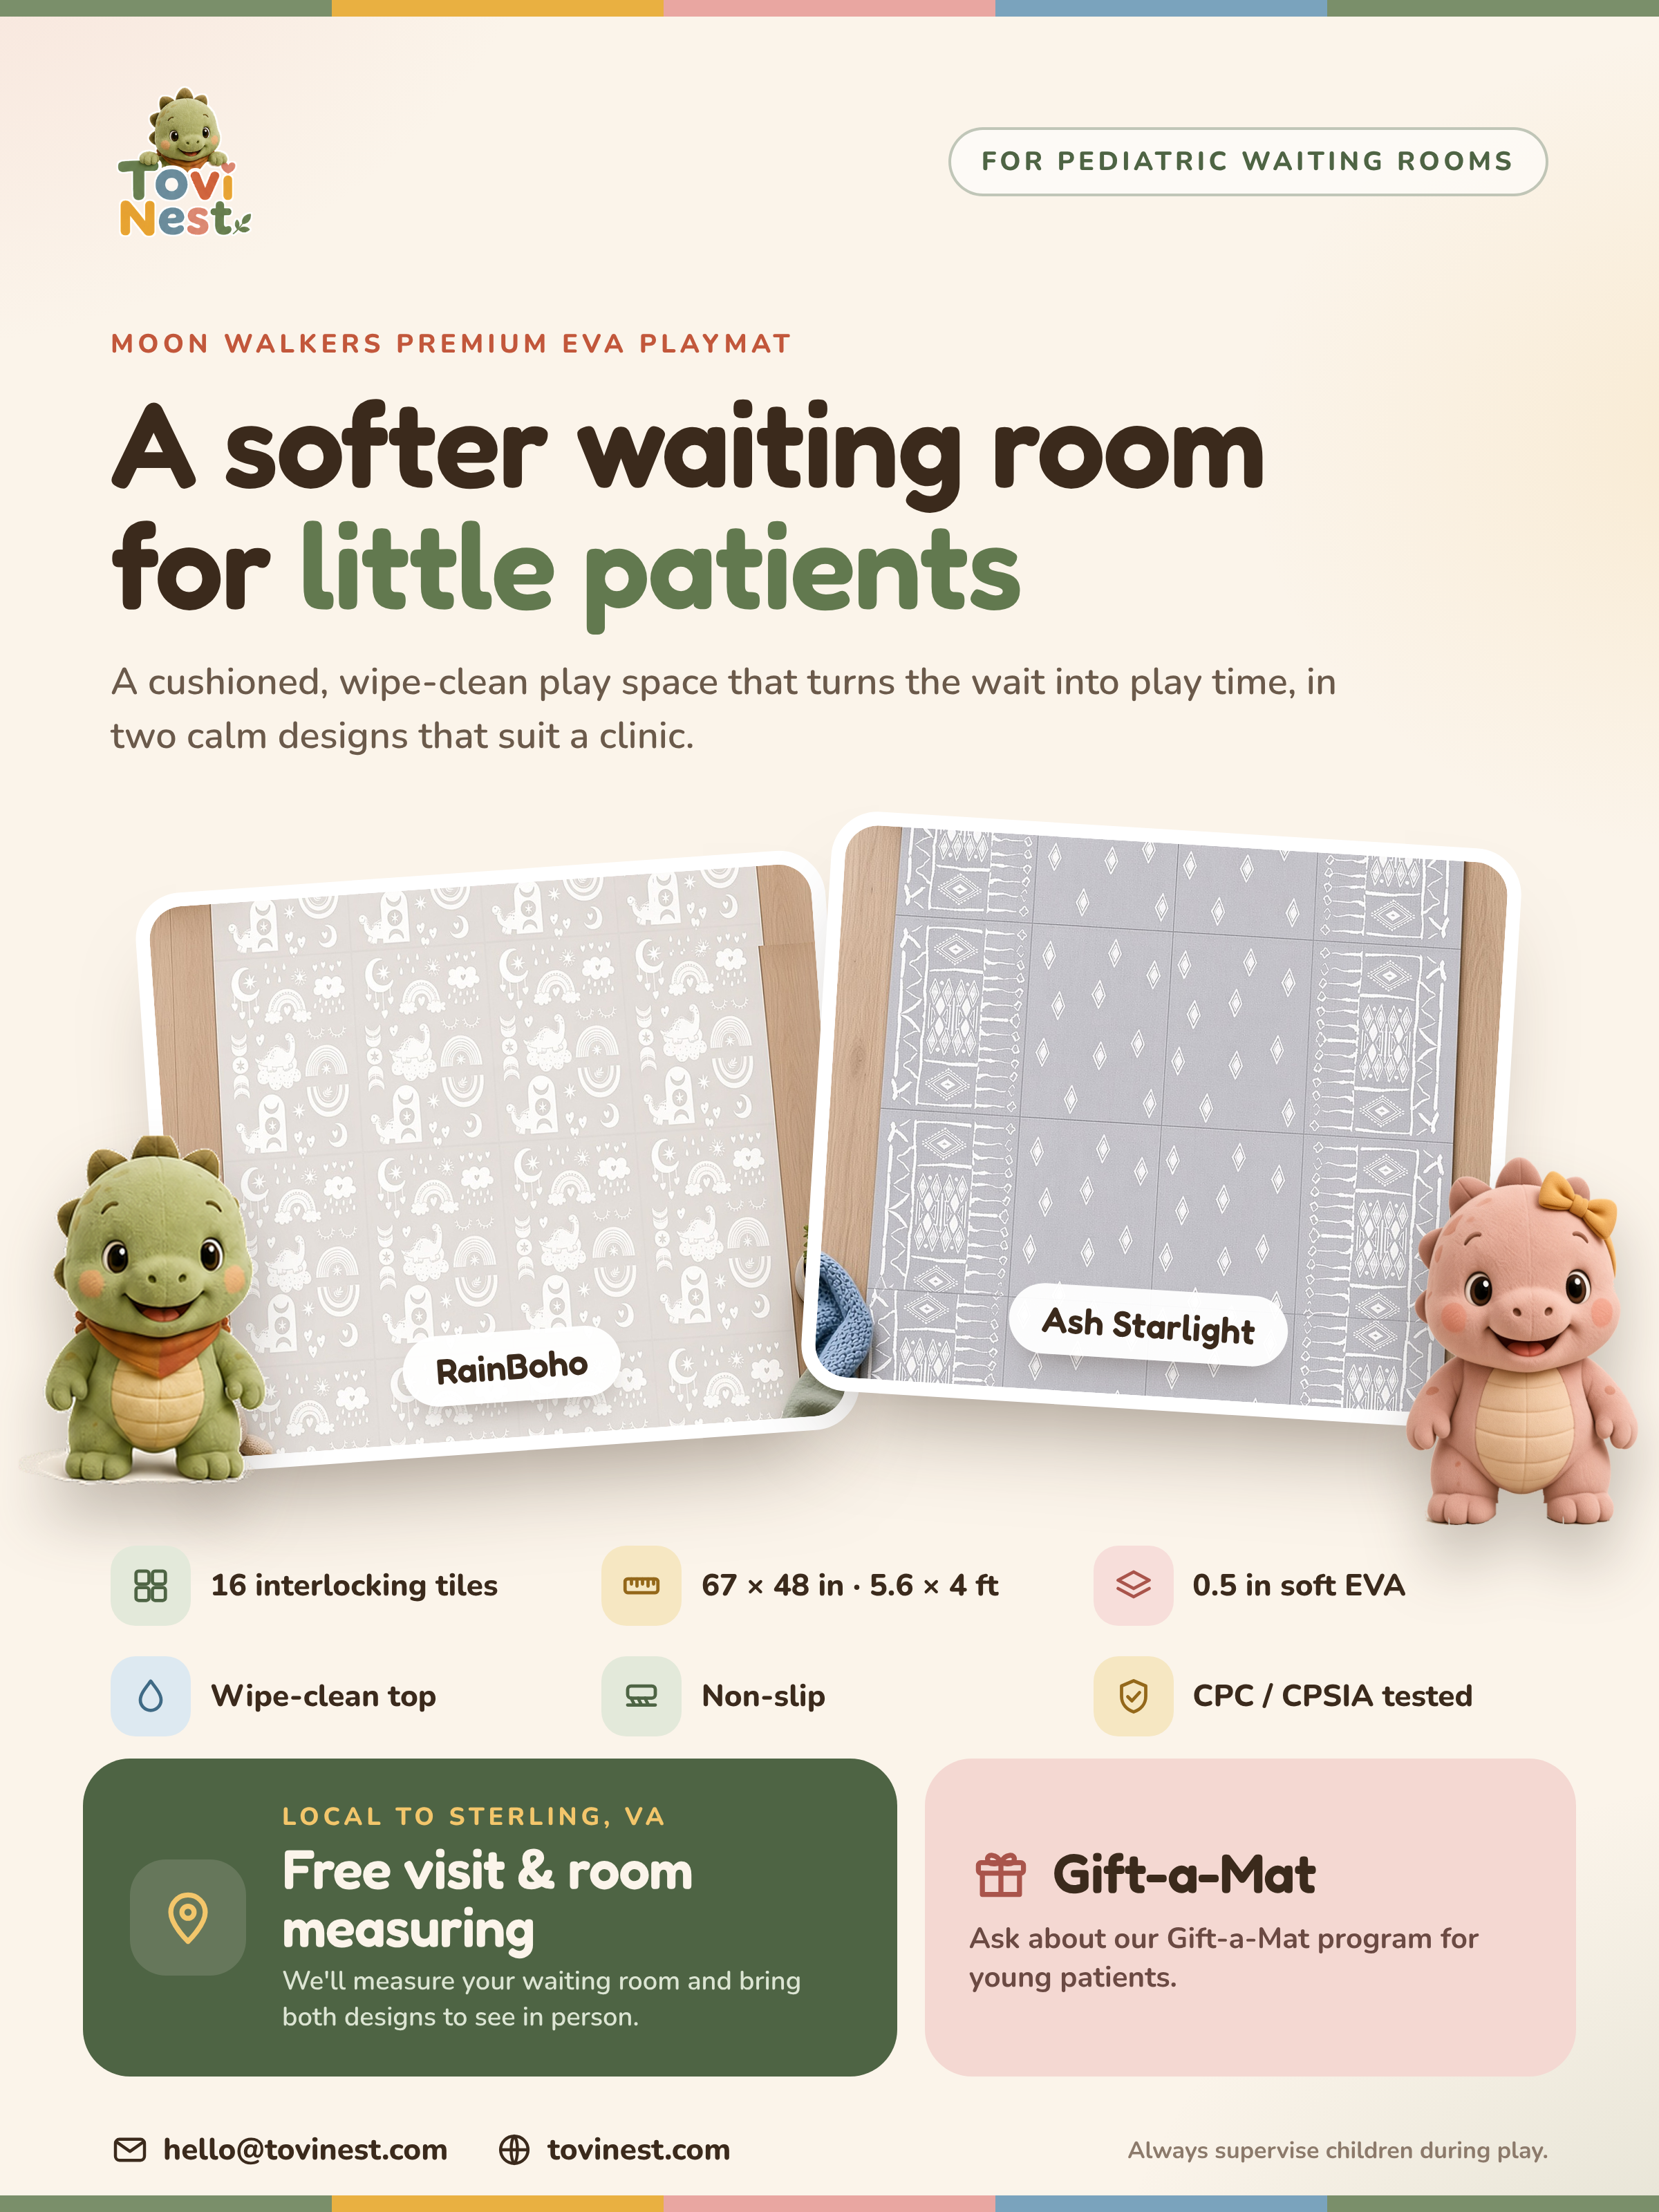 Tovi
Nest
FOR PEDIATRIC WAITING ROOMS
MOON WALKERS PREMIUM EVA PLAYMAT
A softer waiting room
for little patients
A cushioned, wipe-clean play space that turns the wait into play time, in
two calm designs that suit a clinic.
RainBoho
Ash Starlight
16 interlocking tiles
67 × 48 in · 5.6 × 4 ft
0.5 in soft EVA
Wipe-clean top
Non-slip
CPC / CPSIA tested
LOCAL TO STERLING, VA
Free visit & room
measuring
We'll measure your waiting room and bring
both designs to see in person.
Gift-a-Mat
Ask about our Gift-a-Mat program for
young patients.
hello@tovinest.com
tovinest.com
Always supervise children during play.